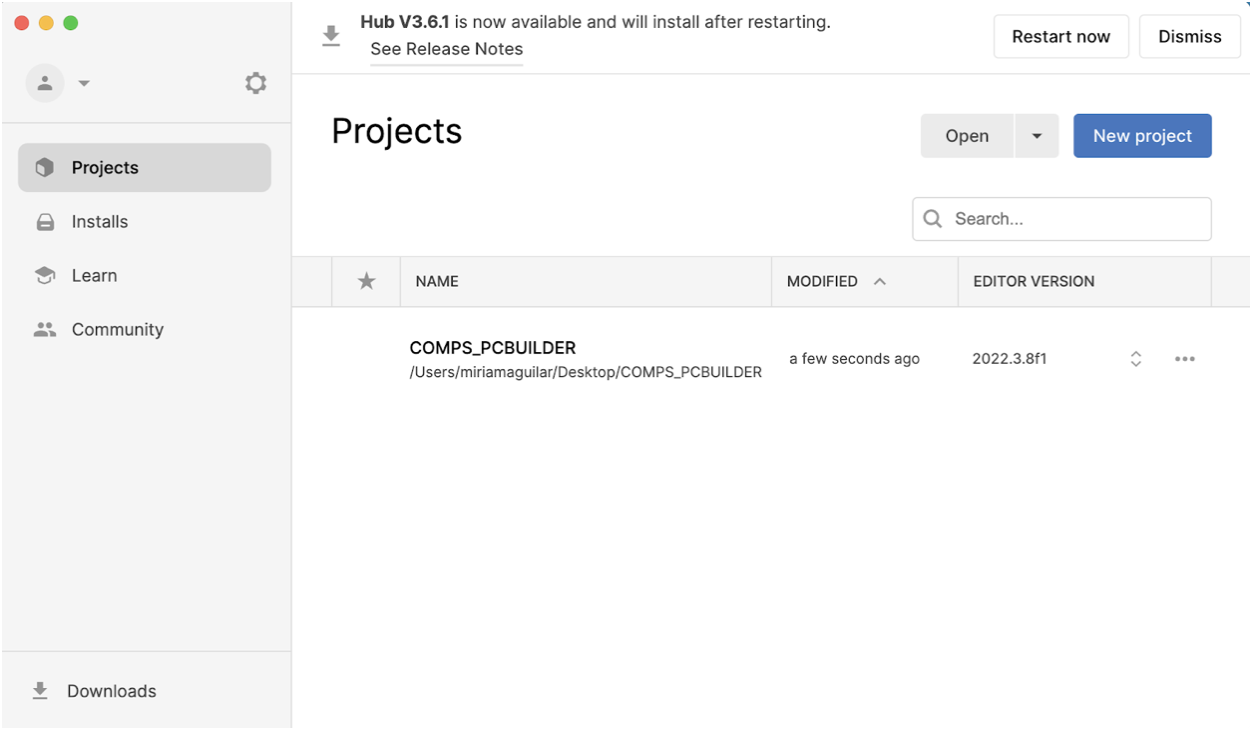 Hub V3.6.1 is now available and will install after restarting.
See Release Notes
Restart now
Dismiss
Projects
Installs
Learn
Community
Downloads
Projects
Open
New project
Search...
NAME
MODIFIED
EDITOR VERSION
COMPS_PCBUILDER
/Users/miriamaguilar/Desktop/COMPS_PCBUILDER
a few seconds ago
2022.3.8f1